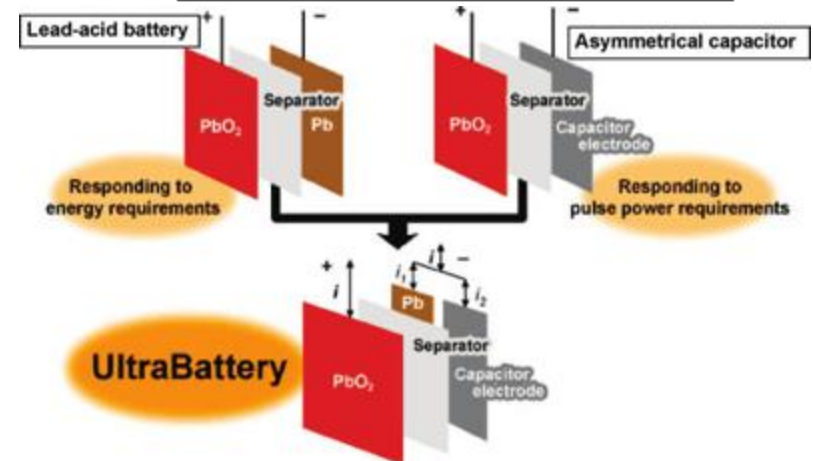 Lead-acid battery
+
−
PbO₂
Separator
Pb
Responding to
energy requirements
+
−
Asymmetrical capacitor
PbO₂
Separator
Capacitor
electrode
Responding to
pulse power requirements
UltraBattery
+
i
i
−
i₁
i₂
Pb
PbO₂
Separator
Capacitor
electrode